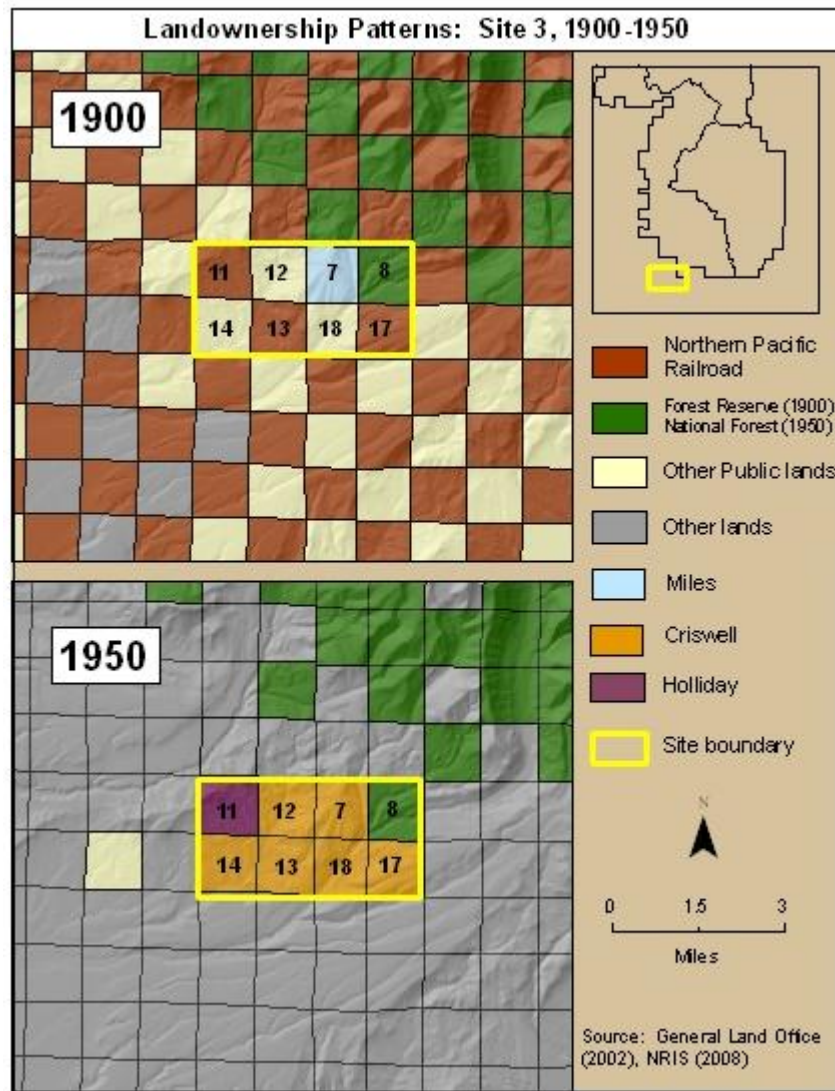 Landownership Patterns: Site 3, 1900-1950
1900
11 12 7 8
14 13 18 17
1950
11 12 7 8
14 13 18 17
Northern Pacific
Railroad
Forest Reserve (1900)
National Forest (1950)
Other Public lands
Other lands
Miles
Criswell
Holliday
Site boundary
N
0 1.5 3
Miles
Source: General Land Office
(2002), NRIS (2008)